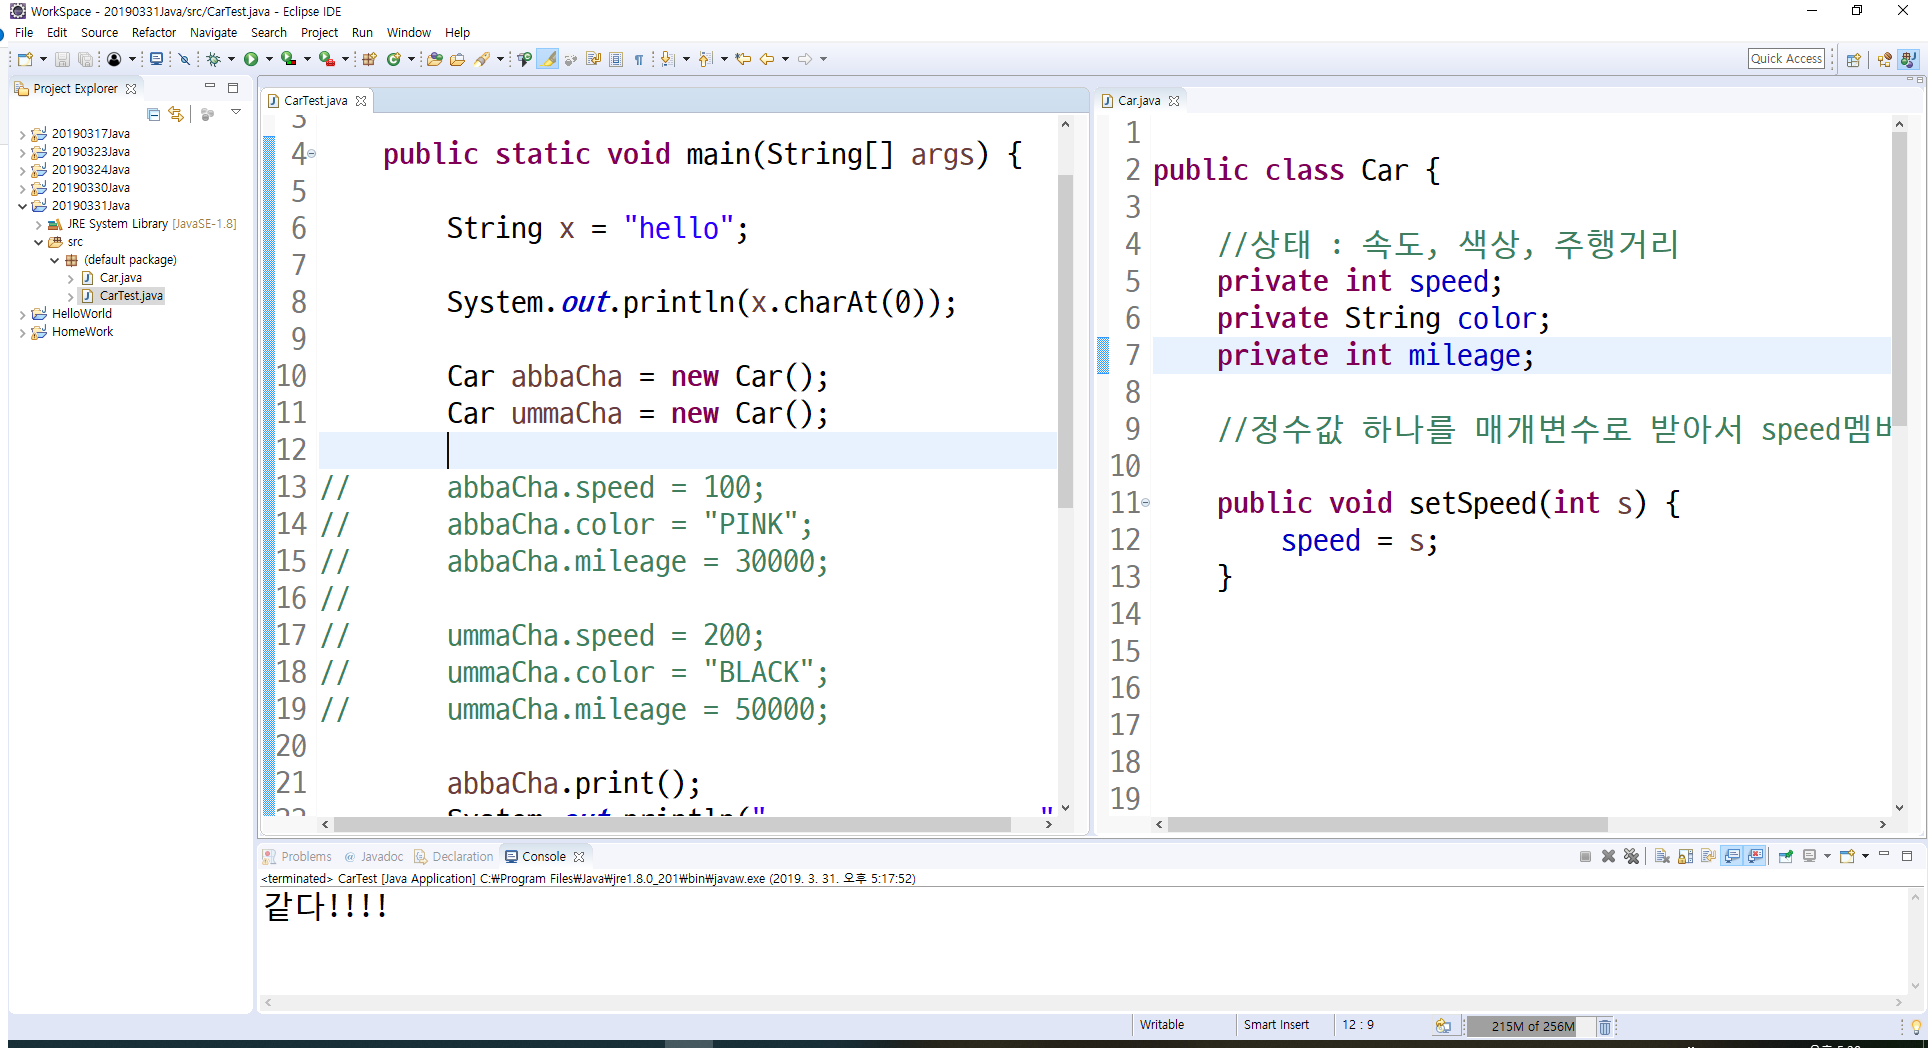 WorkSpace - 20190331Java/src/CarTest.java - Eclipse IDE
File Edit Source Refactor Navigate Search Project Run Window Help
Quick Access
Project Explorer
20190317Java
20190323Java
20190324Java
20190330Java
20190331Java
JRE System Library [JavaSE-1.8]
src
(default package)
Car.java
CarTest.java
HelloWorld
HomeWork
CarTest.java
3
4 public static void main(String[] args) {
5
6 String x = "hello";
7
8 System.out.println(x.charAt(0));
9
10 Car abbaCha = new Car();
11 Car ummaCha = new Car();
12
13 // abbaCha.speed = 100;
14 // abbaCha.color = "PINK";
15 // abbaCha.mileage = 30000;
16 //
17 // ummaCha.speed = 200;
18 // ummaCha.color = "BLACK";
19 // ummaCha.mileage = 50000;
20
21 abbaCha.print();
22 System.out.println(" "
Car.java
1
2 public class Car {
3
4 //상태 : 속도, 색상, 주행거리
5 private int speed;
6 private String color;
7 private int mileage;
8
9 //정수값 하나를 매개변수로 받아서 speed멤버
10
11 public void setSpeed(int s) {
12 speed = s;
13 }
14
15
16
17
18
19
Problems Javadoc Declaration Console
<terminated> CarTest [Java Application] C:₩Program Files₩Java₩jre1.8.0_201₩bin₩javaw.exe (2019. 3. 31. 오후 5:17:52)
같다!!!!
Writable Smart Insert 12 : 9 215M of 256M